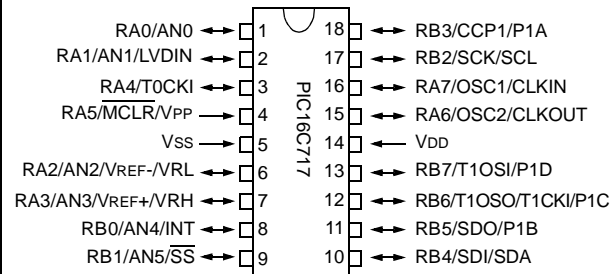 RA0/AN0 1 18 RB3/CCP1/P1A
RA1/AN1/LVDIN 2 17 RB2/SCK/SCL
RA4/T0CKI 3 16 RA7/OSC1/CLKIN
RA5/MCLR/VPP 4 15 RA6/OSC2/CLKOUT
VSS 5 14 VDD
RA2/AN2/VREF-/VRL 6 13 RB7/T1OSI/P1D
RA3/AN3/VREF+/VRH 7 12 RB6/T1OSO/T1CKI/P1C
RB0/AN4/INT 8 11 RB5/SDO/P1B
RB1/AN5/SS 9 10 RB4/SDI/SDA
PIC16C717